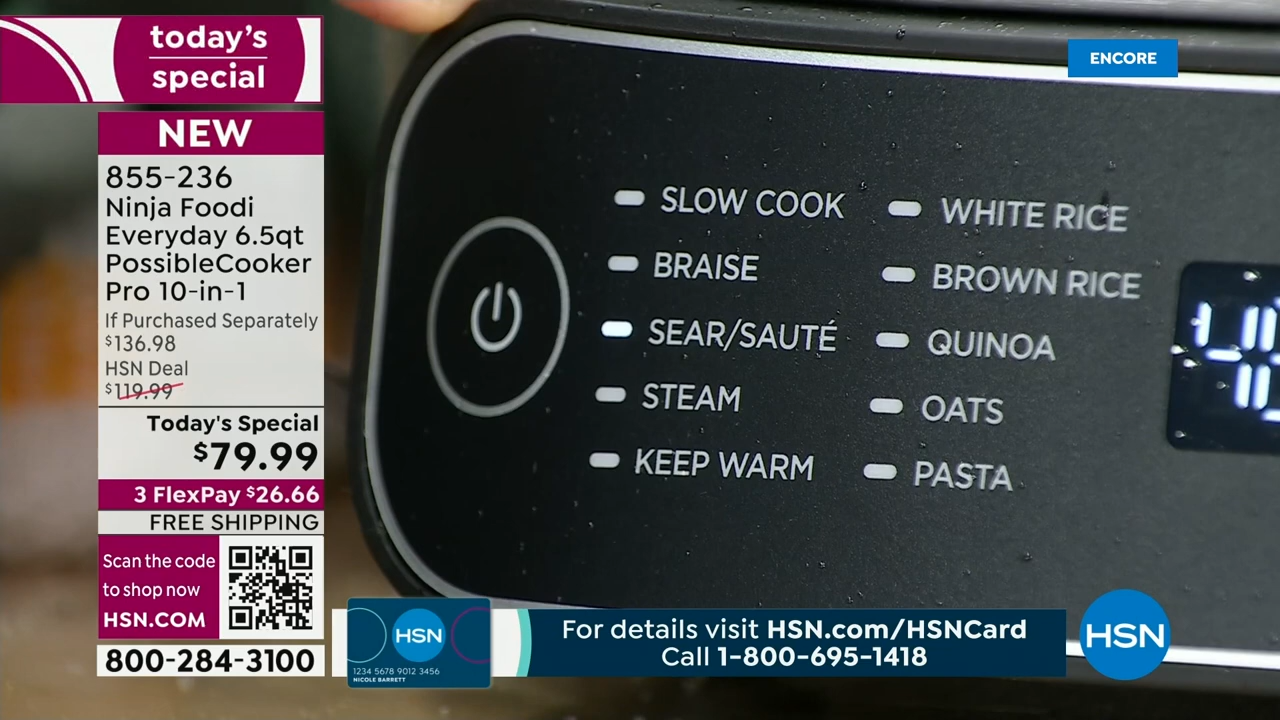 today's
special
NEW
855-236
Ninja Foodi
Everyday 6.5qt
PossibleCooker
Pro 10-in-1
If Purchased Separately
$136.98
HSN Deal
$119.99
Today's Special
$79.99
3 FlexPay $26.66
FREE SHIPPING
Scan the code
to shop now
HSN.COM
800-284-3100
ENCORE
SLOW COOK
BRAISE
SEAR/SAUTÉ
STEAM
KEEP WARM
WHITE RICE
BROWN RICE
QUINOA
OATS
PASTA
HSN
1234 5678 9012 3456
NICOLE BARRETT
For details visit HSN.com/HSNCard
Call 1-800-695-1418
HSN